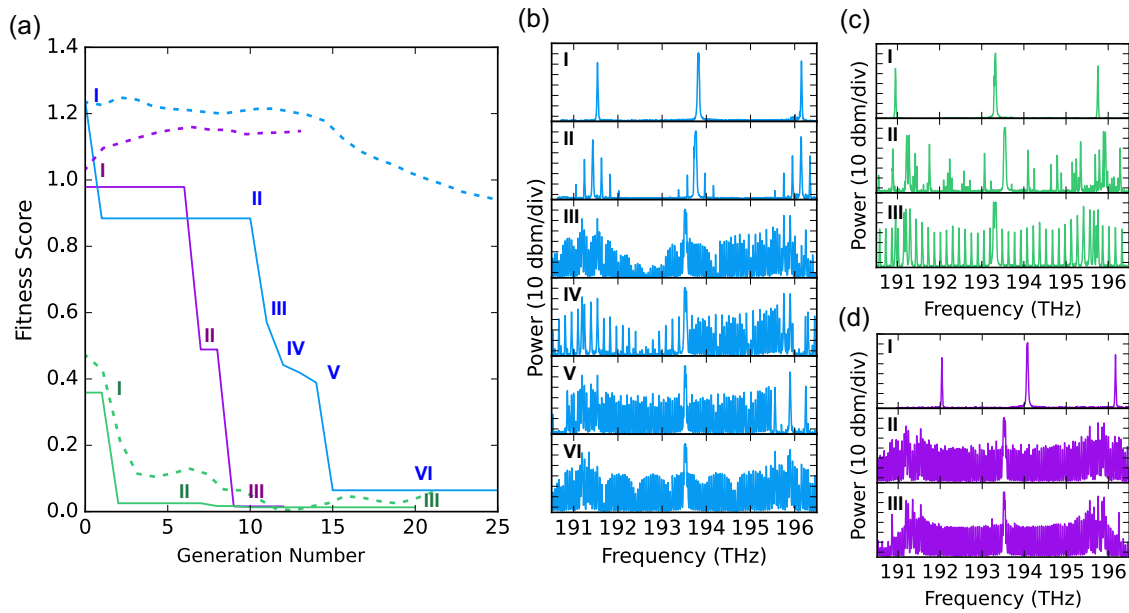 (a)
1.4
1.2
1.0
0.8
0.6
0.4
0.2
0.0
Fitness Score
I
I
II
II
III
IV
V
I
II
III
VI
III
0 5 10 15 20 25
Generation Number
(b)
I
II
III
IV
V
VI
Power (10 dbm/div)
191 192 193 194 195 196
Frequency (THz)
(c)
I
II
III
Power (10 dbm/div)
191 192 193 194 195 196
Frequency (THz)
(d)
I
II
III
Power (10 dbm/div)
191 192 193 194 195 196
Frequency (THz)